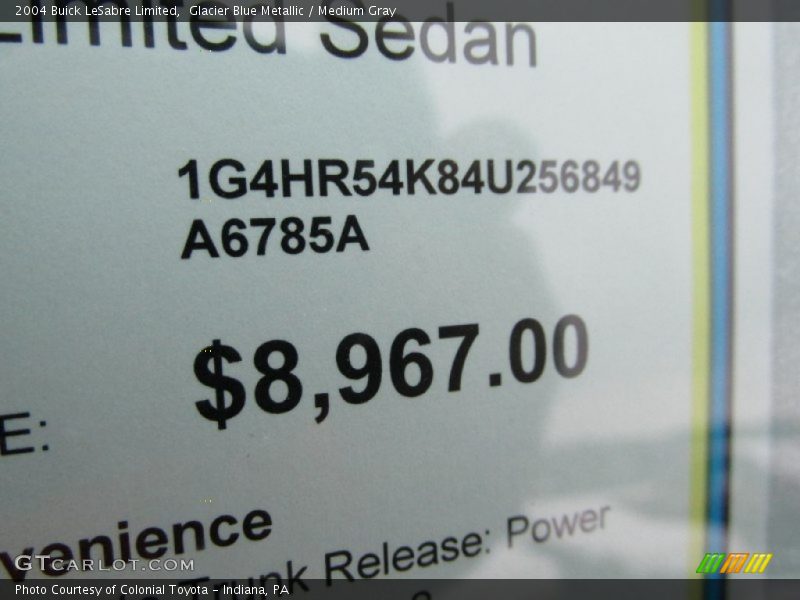 2004 Buick LeSabre Limited,  Glacier Blue Metallic / Medium Gray
Limited Sedan
1G4HR54K84U256849
A6785A
$8,967.00
E:
venience
Trunk Release: Power
GTCARLOT.COM
Photo Courtesy of Colonial Toyota - Indiana, PA